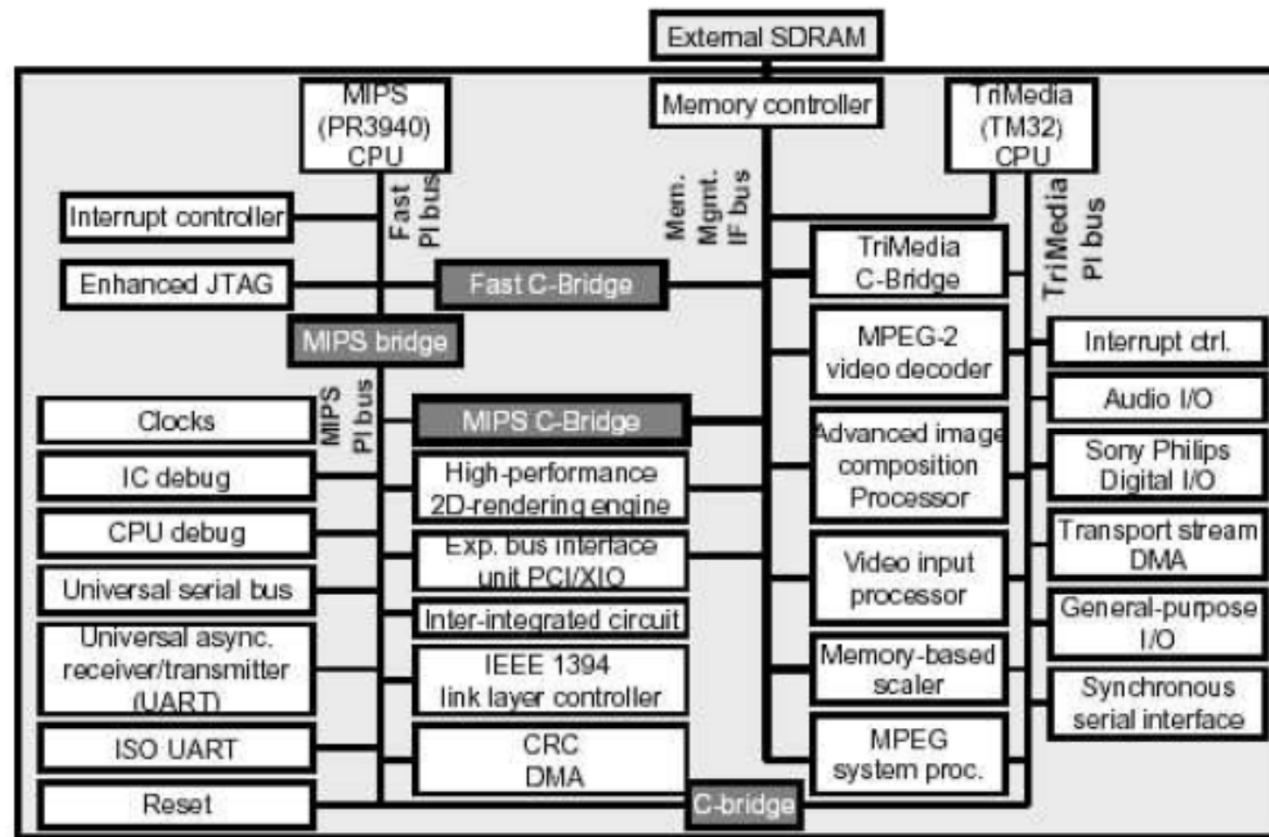 External SDRAM
MIPS
(PR3940)
CPU
Memory controller
TriMedia
(TM32)
CPU
Fast
PI bus
Mem.
Mgmt.
IF bus
TriMedia
PI bus
Interrupt controller
Enhanced JTAG
Fast C-Bridge
MIPS bridge
TriMedia
C-Bridge
MPEG-2
video decoder
Interrupt ctrl.
MIPS
PI bus
Clocks
IC debug
CPU debug
Universal serial bus
Universal async.
receiver/transmitter
(UART)
ISO UART
Reset
MIPS C-Bridge
High-performance
2D-rendering engine
Exp. bus interface
unit PCI/XIO
Inter-integrated circuit
IEEE 1394
link layer controller
CRC
DMA
C-bridge
Advanced image
composition
Processor
Video input
processor
Memory-based
scaler
MPEG
system proc.
Audio I/O
Sony Philips
Digital I/O
Transport stream
DMA
General-purpose
I/O
Synchronous
serial interface